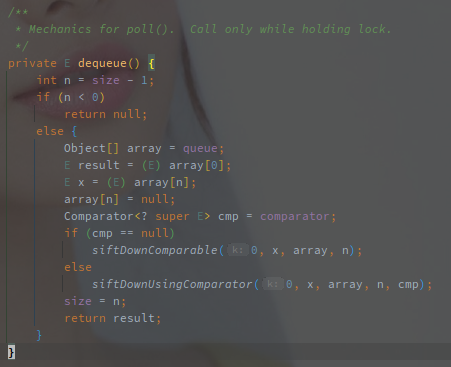 /**
 * Mechanics for poll().  Call only while holding lock.
 */
private E dequeue() {
    int n = size - 1;
    if (n < 0)
        return null;
    else {
        Object[] array = queue;
        E result = (E) array[0];
        E x = (E) array[n];
        array[n] = null;
        Comparator<? super E> cmp = comparator;
        if (cmp == null)
            siftDownComparable( k: 0, x, array, n);
        else
            siftDownUsingComparator( k: 0, x, array, n, cmp);
        size = n;
        return result;
    }
}